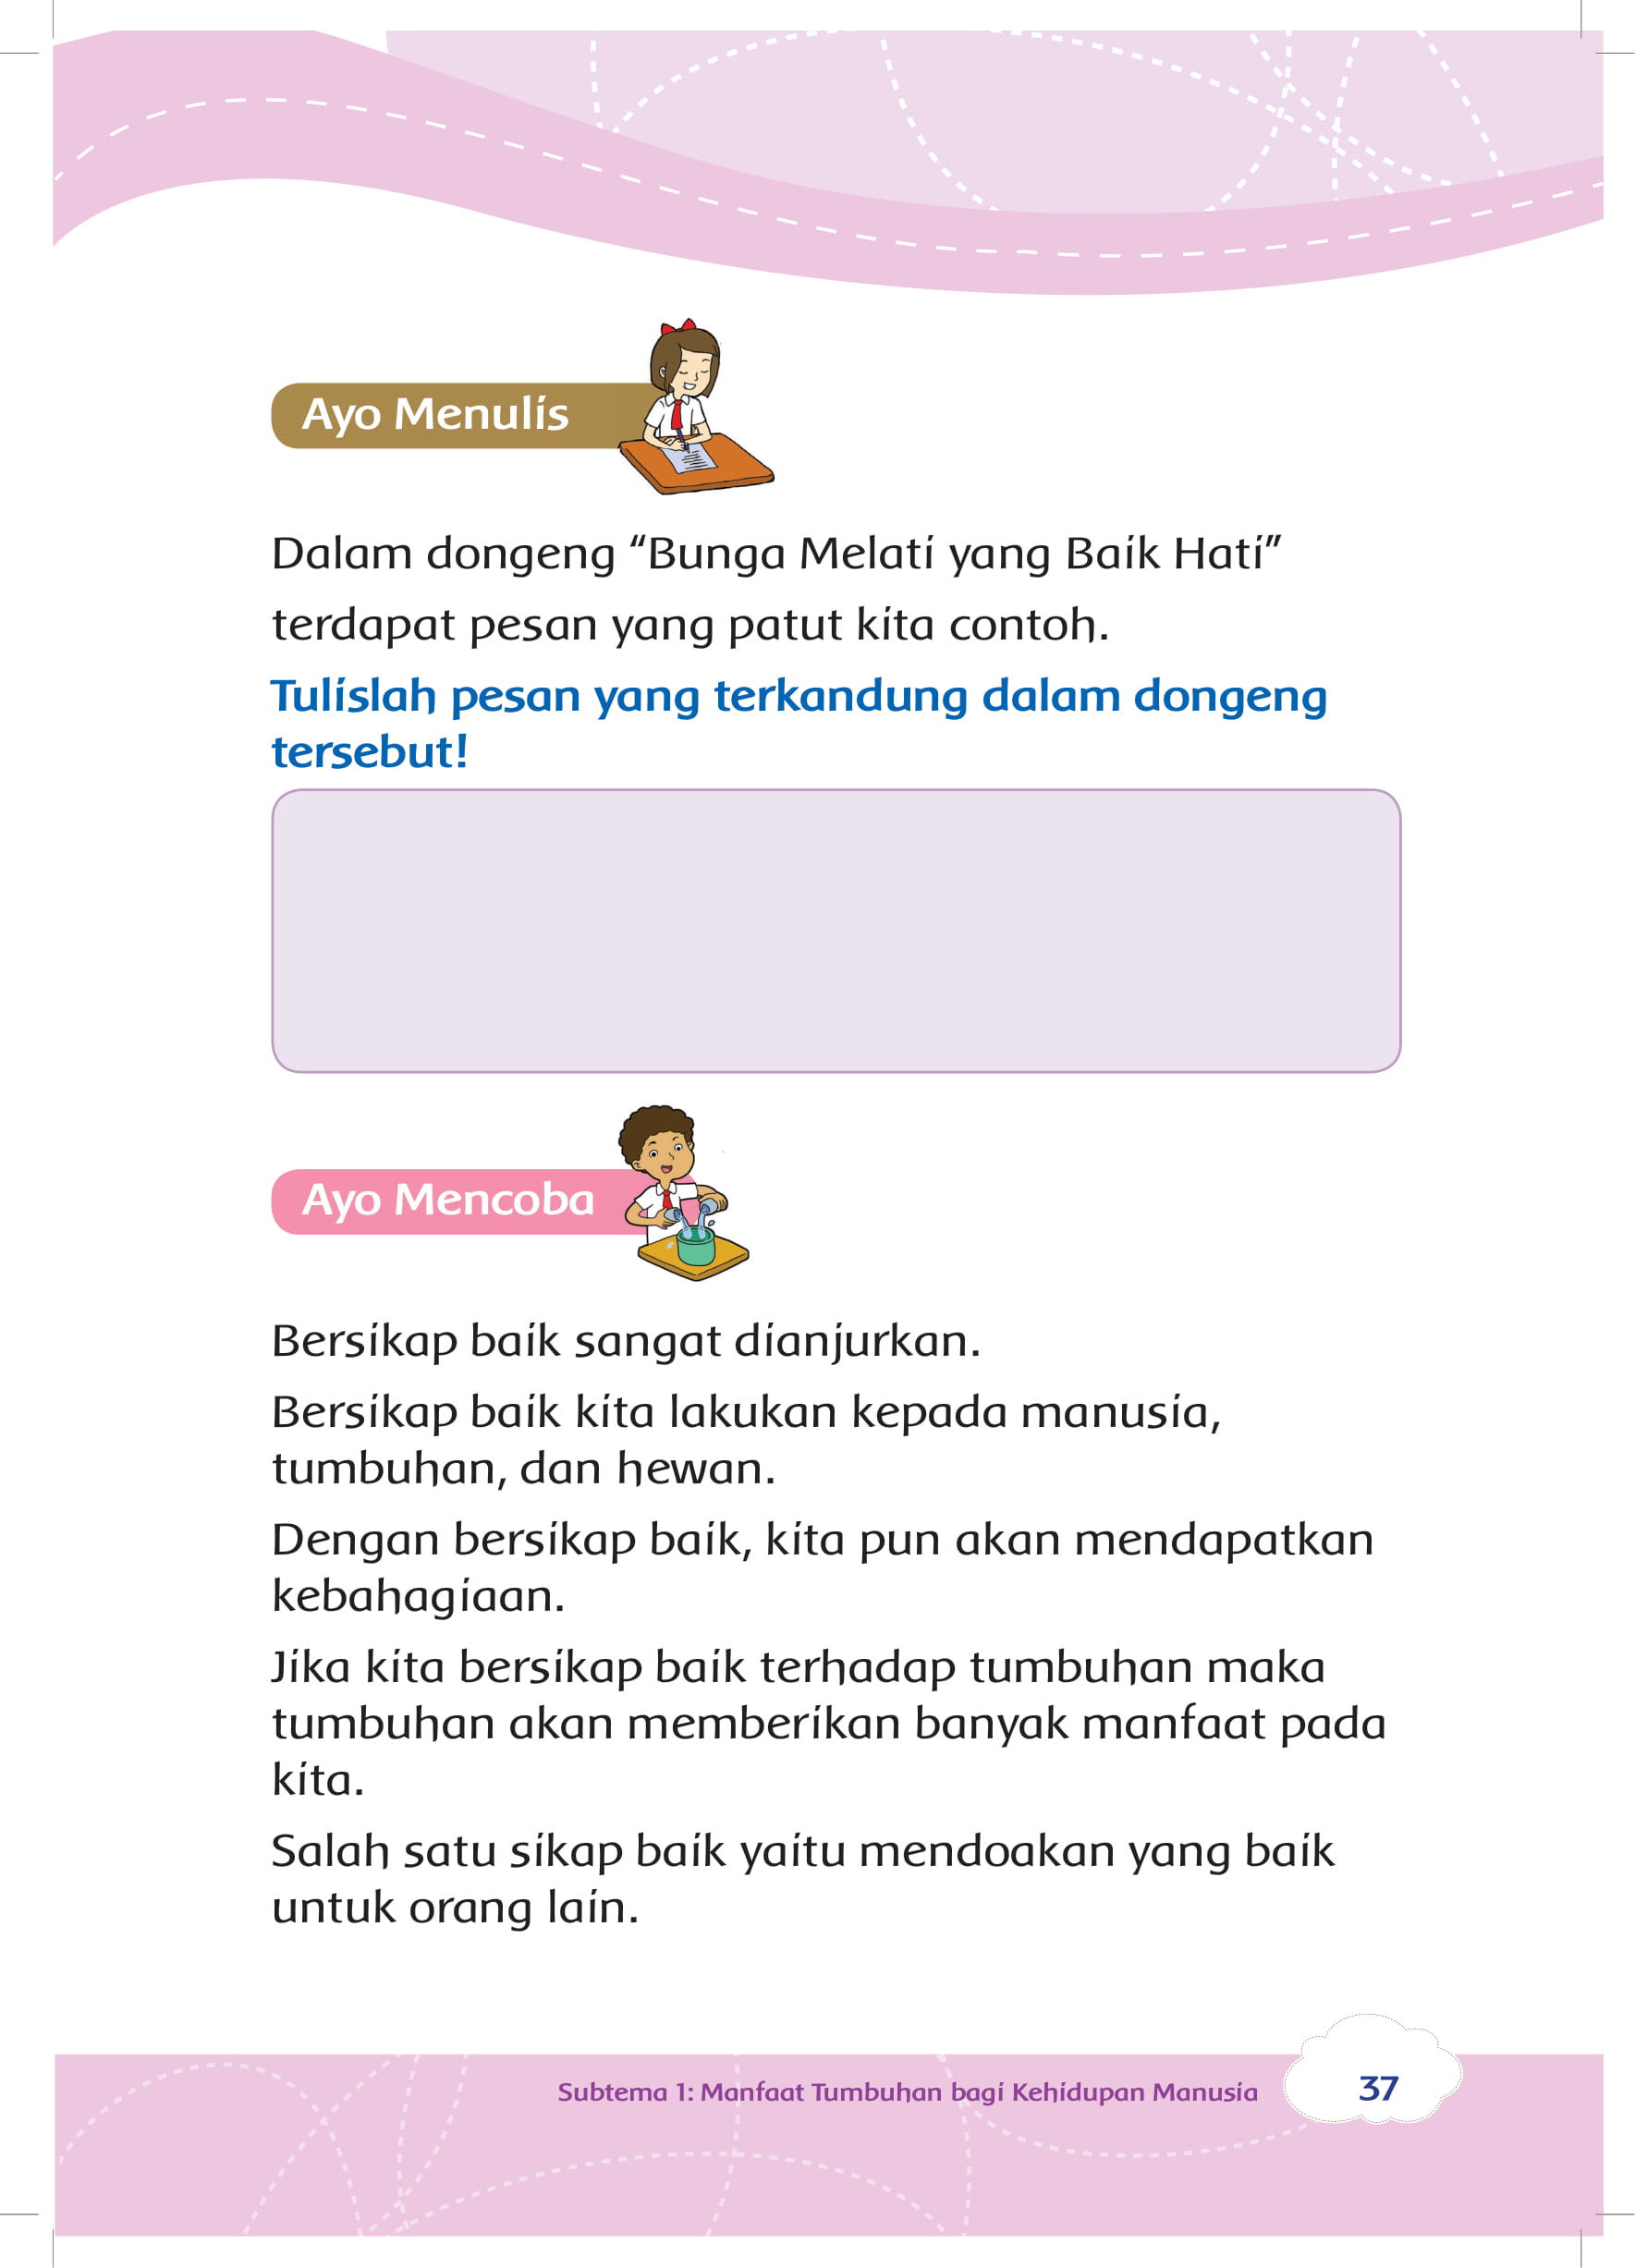 Ayo Menulis
Dalam dongeng “Bunga Melati yang Baik Hati”
terdapat pesan yang patut kita contoh.
Tulislah pesan yang terkandung dalam dongeng
tersebut!
Ayo Mencoba
Bersikap baik sangat dianjurkan.
Bersikap baik kita lakukan kepada manusia,
tumbuhan, dan hewan.
Dengan bersikap baik, kita pun akan mendapatkan
kebahagiaan.
Jika kita bersikap baik terhadap tumbuhan maka
tumbuhan akan memberikan banyak manfaat pada
kita.
Salah satu sikap baik yaitu mendoakan yang baik
untuk orang lain.
Subtema 1: Manfaat Tumbuhan bagi Kehidupan Manusia
37